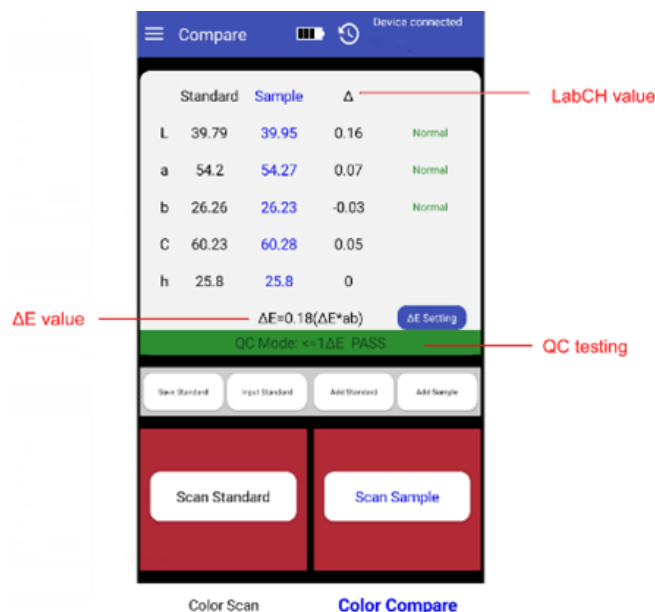 Compare
Device connected
Standard Sample Δ
LabCH value
L 39.79 39.95 0.16 Normal
a 54.2 54.27 0.07 Normal
b 26.26 26.23 -0.03 Normal
C 60.23 60.28 0.05
h 25.8 25.8 0
ΔE value
ΔE=0.18(ΔE*ab)
ΔE Setting
QC Mode: <=1ΔE PASS
QC testing
Save Standard Input Standard Add Standard Add Sample
Scan Standard Scan Sample
Color Scan Color Compare